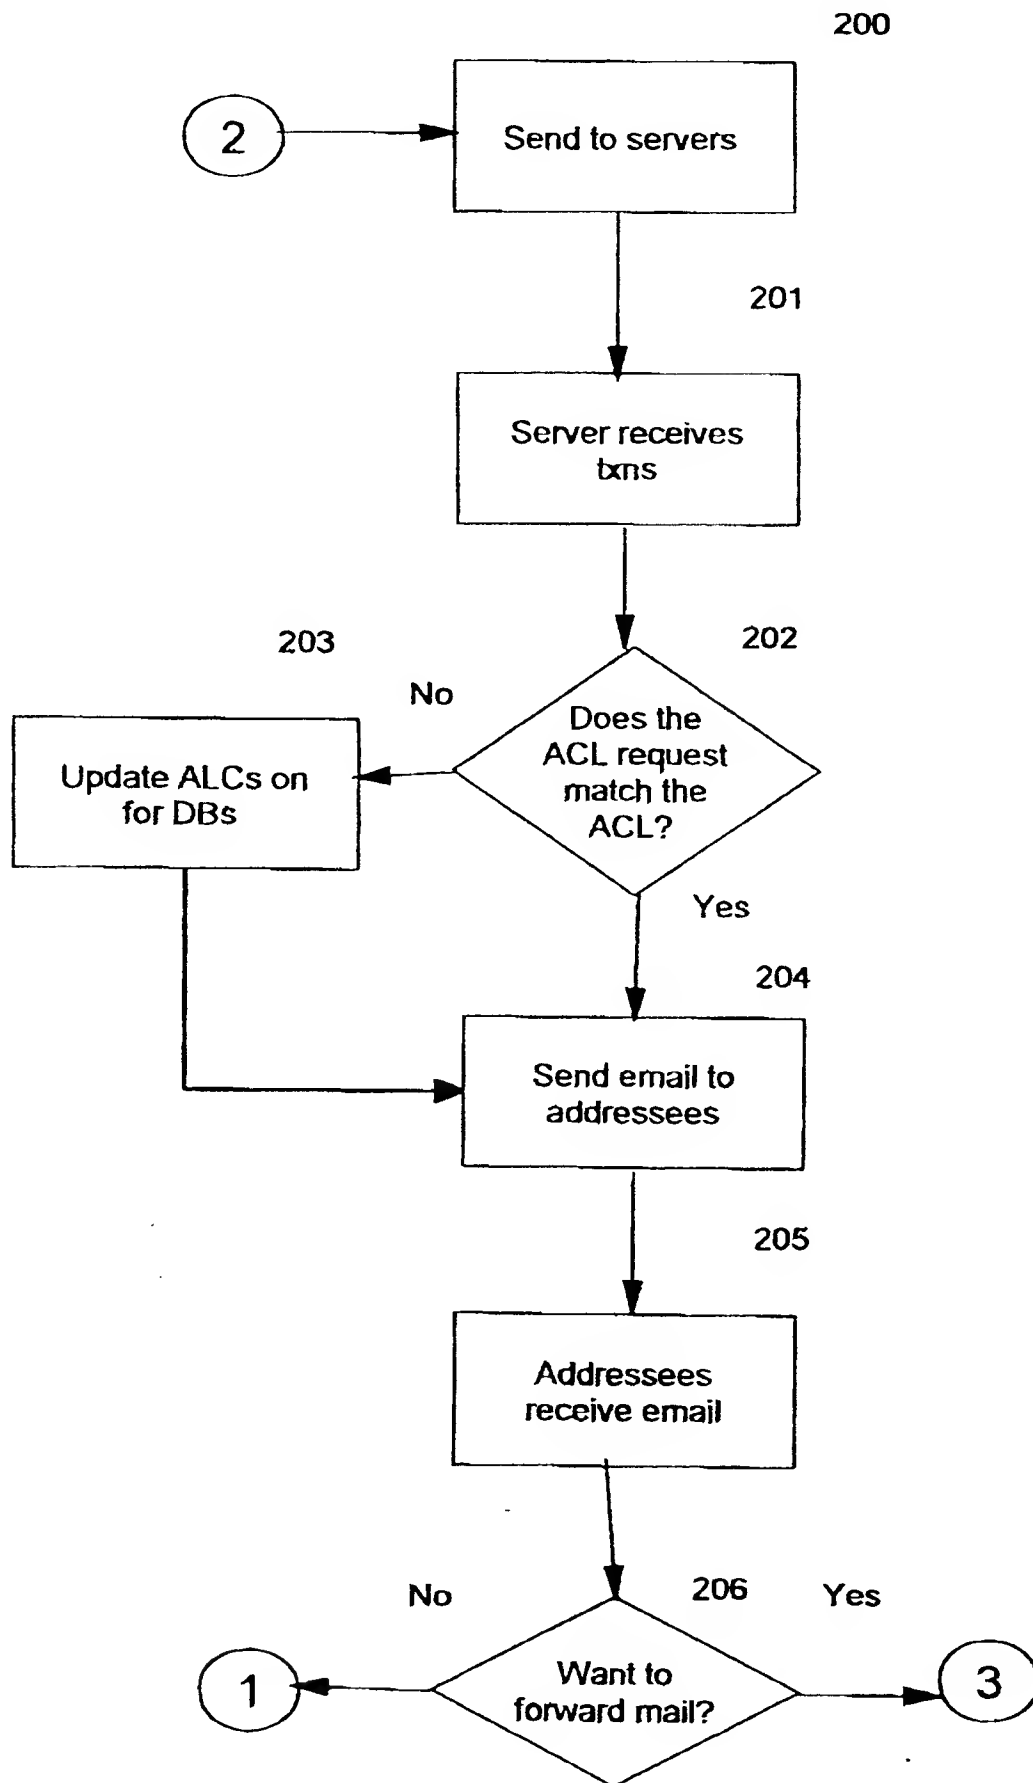 200
2
Send to servers
201
Server receives
txns
203
202
No
Does the
ACL request
match the
ACL?
Update ALCs on
for DBs
Yes
204
Send email to
addressees
205
Addressees
receive email
No
206
Yes
1
Want to
forward mail?
3